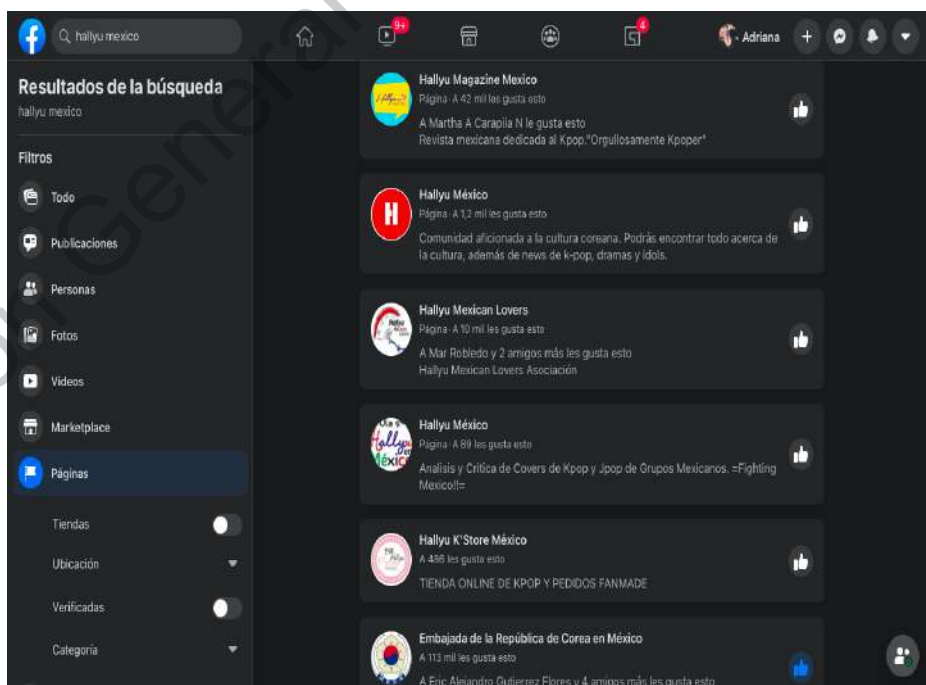 hallyu mexico
9+
4
Adriana
Resultados de la búsqueda
hallyu mexico
Filtros
Todo
Publicaciones
Personas
Fotos
Videos
Marketplace
Páginas
Tiendas
Ubicación
Verificadas
Categoría
Hallyu Magazine Mexico
Página · A 42 mil les gusta esto
A Martha A Carapiia N le gusta esto
Revista mexicana dedicada al Kpop."Orgullosamente Kpoper"
H
Hallyu México
Página · A 1,2 mil les gusta esto
Comunidad aficionada a la cultura coreana. Podrás encontrar todo acerca de
la cultura, además de news de k-pop, dramas y idols.
Hallyu Mexican Lovers
Página · A 10 mil les gusta esto
A Mar Robledo y 2 amigos más les gusta esto
Hallyu Mexican Lovers Asociación
Hallyu México
Página · A 89 les gusta esto
Analisis y Critica de Covers de Kpop y Jpop de Grupos Mexicanos. =Fighting
Mexico!!=
Hallyu K'Store México
A 486 les gusta esto
TIENDA ONLINE DE KPOP Y PEDIDOS FANMADE
Embajada de la República de Corea en México
A 113 mil les gusta esto
A Eric Alejandro Gutierrez Flores y 4 amigos más les gusta esto
General